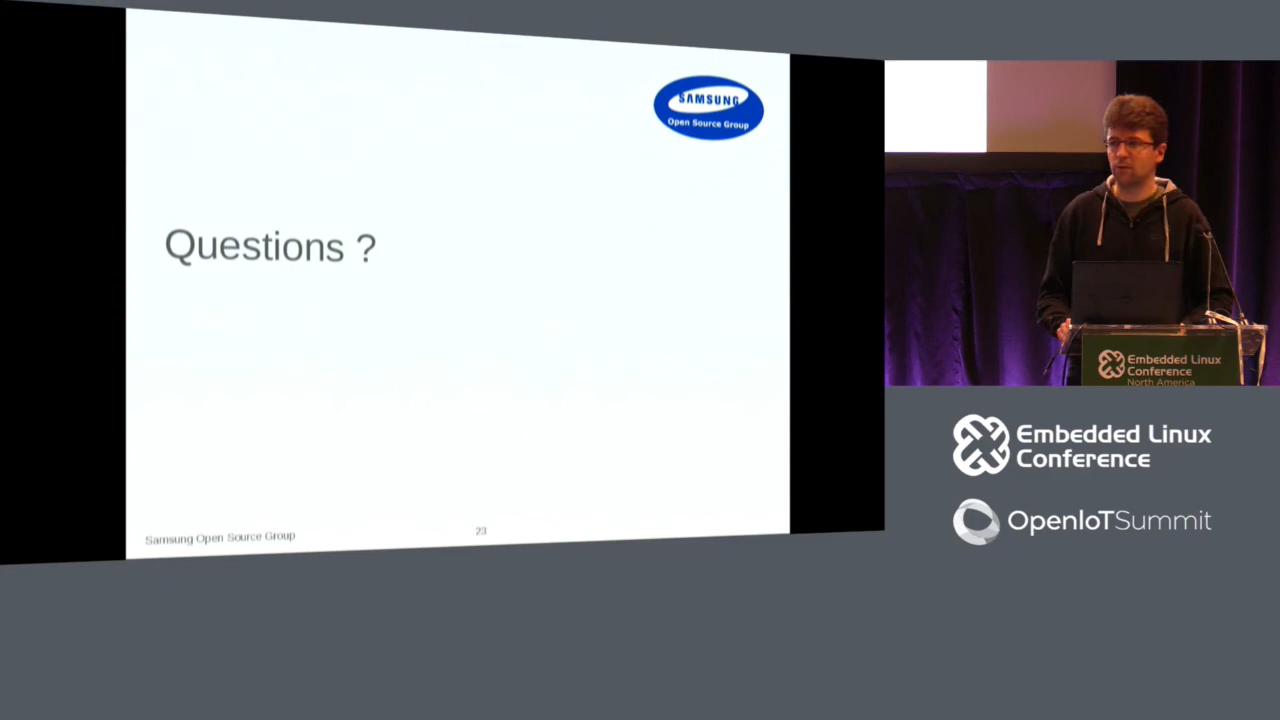 SAMSUNG
Open Source Group
Questions ?
Samsung Open Source Group
23
Embedded Linux
Conference
North America
Embedded Linux
Conference
OpenIoTSummit